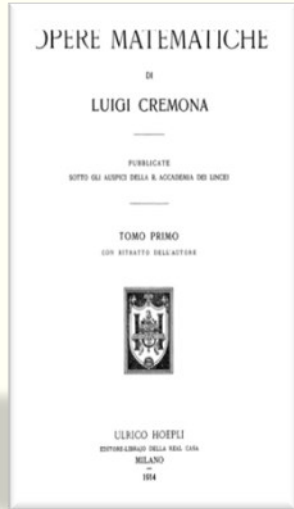 OPERE MATEMATICHE
DI
LUIGI CREMONA
PUBBLICATE
SOTTO GLI AUSPICI DELLA R. ACCADEMIA DEI LINCEI
TOMO PRIMO
CON RITRATTO DELL'AUTORE
ULRICO HOEPLI
EDITORE-LIBRAJO DELLA REAL CASA
MILANO
1914